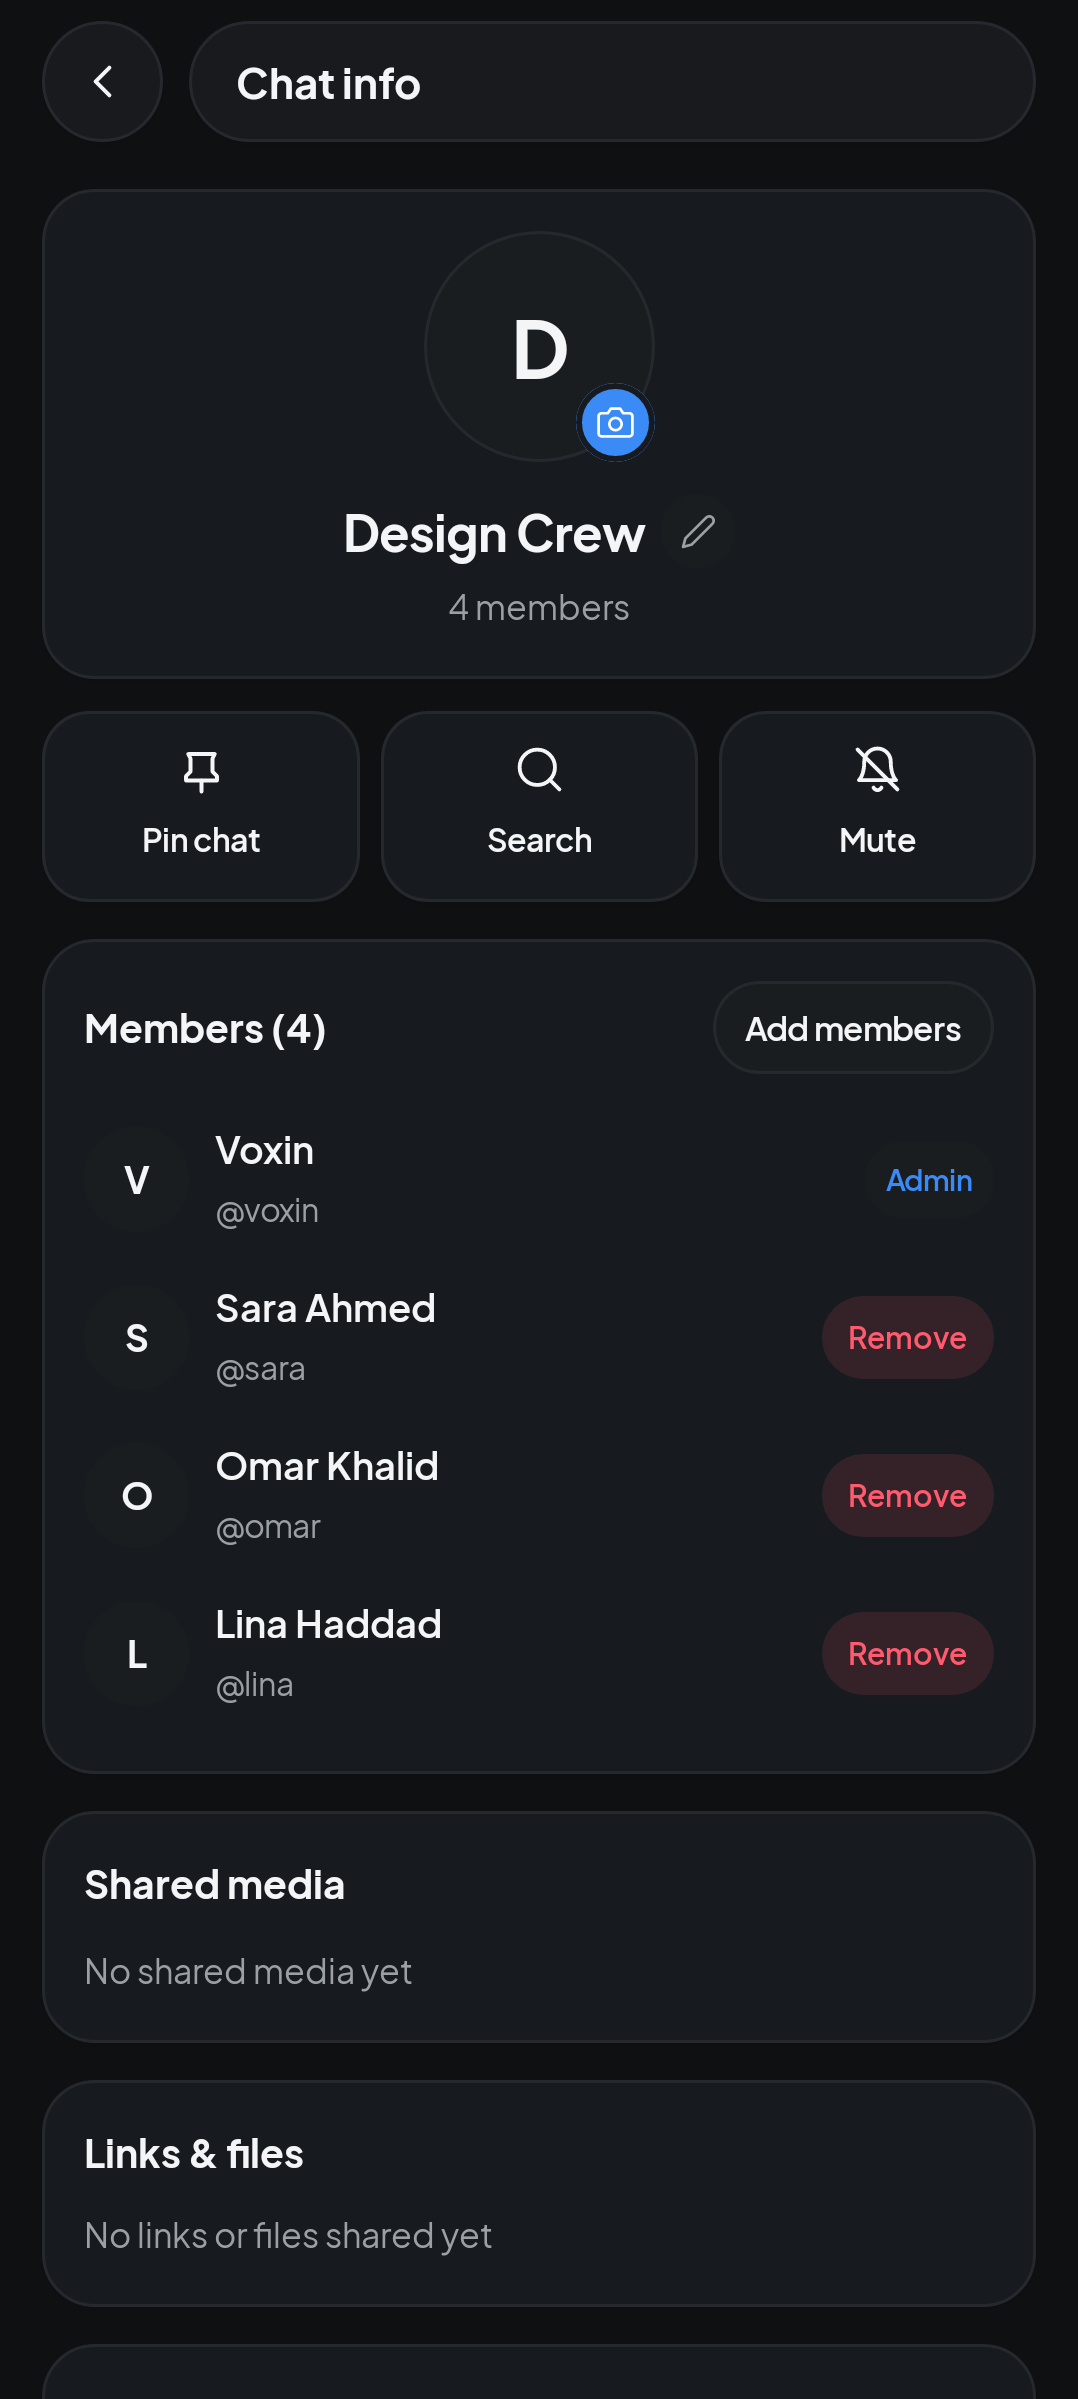 Chat info
D
Design Crew
4 members
Pin chat
Search
Mute
Members (4)
Add members
V
Voxin
@voxin
Admin
S
Sara Ahmed
@sara
Remove
O
Omar Khalid
@omar
Remove
L
Lina Haddad
@lina
Remove
Shared media
No shared media yet
Links & files
No links or files shared yet